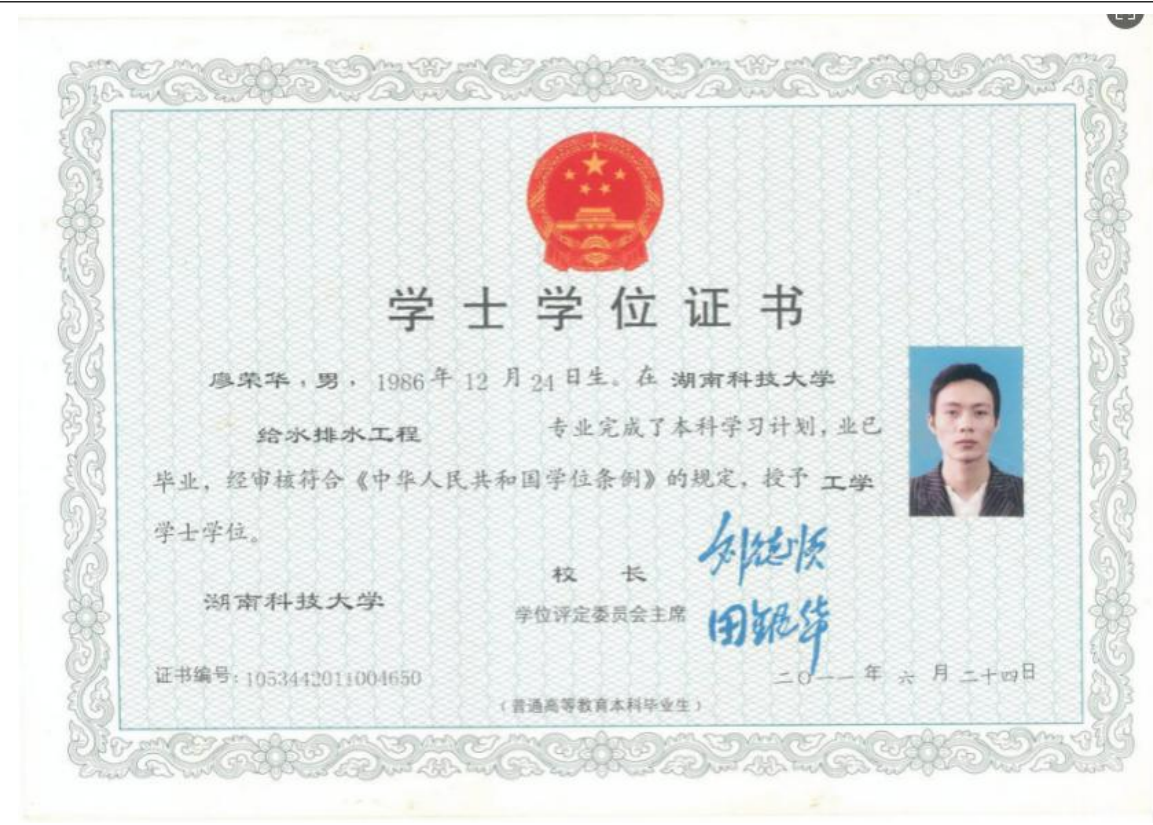 学士学位证书
廖荣华，男，1986年12月24日生。在 湖南科技大学
给水排水工程 专业完成了本科学习计划，业已
毕业，经审核符合《中华人民共和国学位条例》的规定，授予 工学
学士学位。
校 长 刘德顺
湖南科技大学
学位评定委员会主席 田银华
证书编号：1053442011004650
二〇一一年六月二十四日
（普通高等教育本科毕业生）